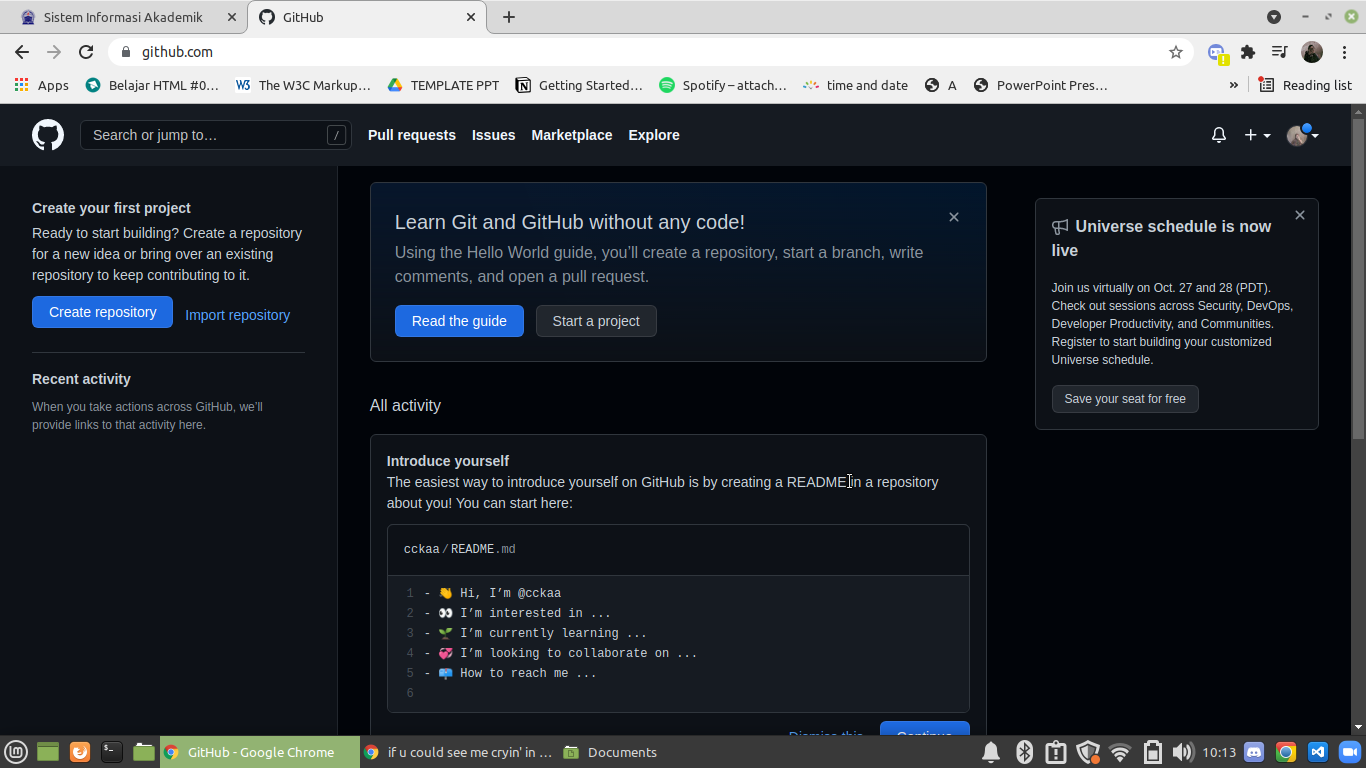 Sistem Informasi Akademik
GitHub
github.com
Apps
Belajar HTML #0…
W3 The W3C Markup…
TEMPLATE PPT
Getting Started…
Spotify – attach…
time and date
A
PowerPoint Pres…
»
Reading list
Search or jump to…
/
Pull requests
Issues
Marketplace
Explore
Create your first project
Ready to start building? Create a repository
for a new idea or bring over an existing
repository to keep contributing to it.
Create repository
Import repository
Recent activity
When you take actions across GitHub, we’ll
provide links to that activity here.
Learn Git and GitHub without any code!
Using the Hello World guide, you’ll create a repository, start a branch, write
comments, and open a pull request.
Read the guide
Start a project
All activity
Introduce yourself
The easiest way to introduce yourself on GitHub is by creating a README in a repository
about you! You can start here:
cckaa/README.md
1 - 👋 Hi, I’m @cckaa
2 - 👀 I’m interested in ...
3 - 🌱 I’m currently learning ...
4 - 💞️ I’m looking to collaborate on ...
5 - 📫 How to reach me ...
6
Dismiss this
Continue
Universe schedule is now
live
Join us virtually on Oct. 27 and 28 (PDT).
Check out sessions across Security, DevOps,
Developer Productivity, and Communities.
Register to start building your customized
Universe schedule.
Save your seat for free
GitHub - Google Chrome
if u could see me cryin' in …
Documents
10:13